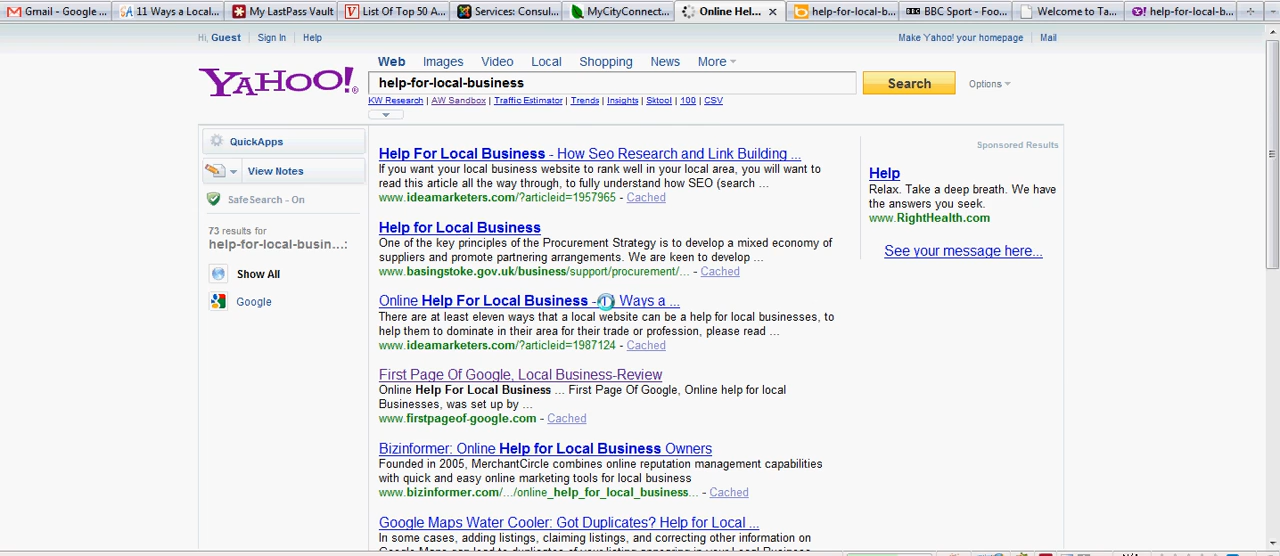 Gmail - Google ... 11 Ways a Local... My LastPass Vault List Of Top 50 A... Services: Consul... MyCityConnect... Online Hel... help-for-local-b... BBC Sport - Foo... Welcome to Ta... help-for-local-b...
Hi, Guest Sign In Help Make Yahoo! your homepage Mail
Web Images Video Local Shopping News More
YAHOO!
help-for-local-business Search Options
KW Research | AW Sandbox | Traffic Estimator | Trends | Insights | Sktool | 100 | CSV
QuickApps
View Notes
SafeSearch - On
73 results for
help-for-local-busin...:
Show All
Google
Help For Local Business - How Seo Research and Link Building ...
If you want your local business website to rank well in your local area, you will want to
read this article all the way through, to fully understand how SEO (search ...
www.ideamarketers.com/?articleid=1957965 - Cached
Help for Local Business
One of the key principles of the Procurement Strategy is to develop a mixed economy of
suppliers and promote partnering arrangements. We are keen to develop ...
www.basingstoke.gov.uk/business/support/procurement/... - Cached
Online Help For Local Business - Ways a ...
There are at least eleven ways that a local website can be a help for local businesses, to
help them to dominate in their area for their trade or profession, please read ...
www.ideamarketers.com/?articleid=1987124 - Cached
First Page Of Google, Local Business-Review
Online Help For Local Business ... First Page Of Google, Online help for local
Businesses, was set up by ...
www.firstpageof-google.com - Cached
Bizinformer: Online Help for Local Business Owners
Founded in 2005, MerchantCircle combines online reputation management capabilities
with quick and easy online marketing tools for local business
www.bizinformer.com/.../online_help_for_local_business... - Cached
Google Maps Water Cooler: Got Duplicates? Help for Local ...
In some cases, adding listings, claiming listings, and correcting other information on
Sponsored Results
Help
Relax. Take a deep breath. We have
the answers you seek.
www.RightHealth.com
See your message here...